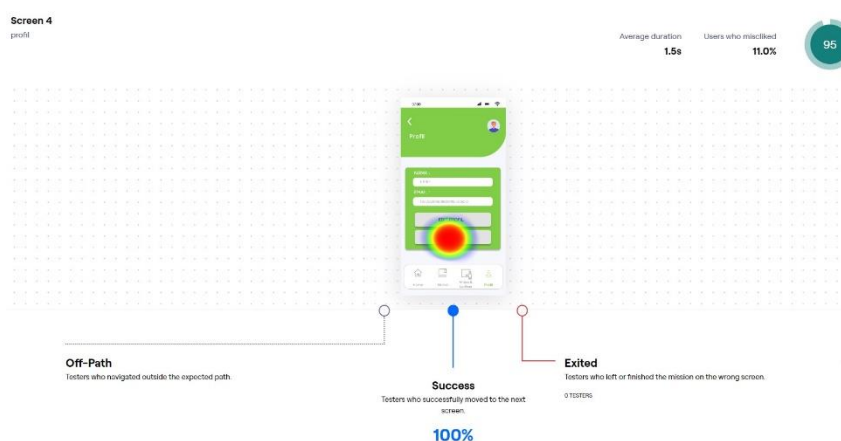 Screen 4
profil
Average duration
1.5s
Users who misclicked
11.0%
95
Profil
Off-Path
Testers who navigated outside the expected path.
Success
Testers who successfully moved to the next
screen.
100%
Exited
Testers who left or finished the mission on the wrong screen.
0 TESTERS